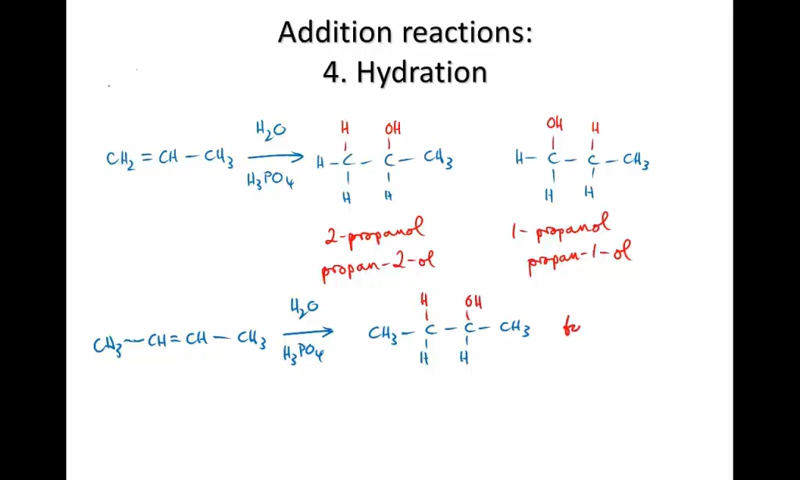 Addition reactions:
4. Hydration
H₂O
H OH
OH H
CH₂ = CH – CH₃
H – C – C – CH₃
H – C – C – CH₃
H₃PO₄
H H
H H
2-propanol
1-propanol
propan-2-ol
propan-1-ol
H₂O
H OH
CH₃ – CH = CH – CH₃
CH₃ – C – C – CH₃
H₃PO₄
H H